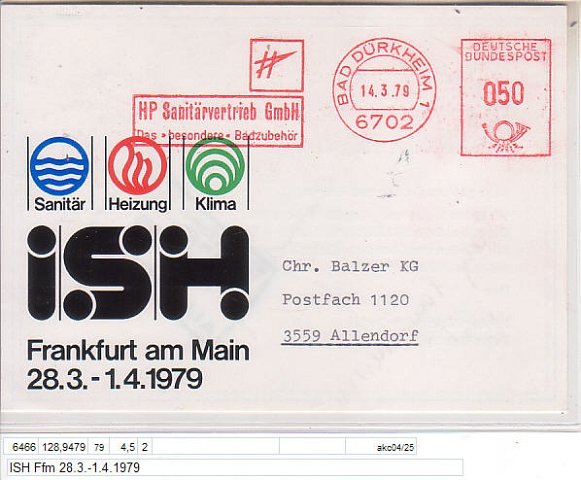 DEUTSCHE
BUNDESPOST
BAD DÜRKHEIM 1
14.3.79
6702
050
HP Sanitärvertrieb GmbH
Das »besondere« Badzubehör
Sanitär Heizung Klima
ISH
Frankfurt am Main
28.3.-1.4.1979
Chr. Balzer KG
Postfach 1120
3559 Allendorf
6466 128,9479 79 4,5 2 akc04/25
ISH Ffm 28.3.-1.4.1979